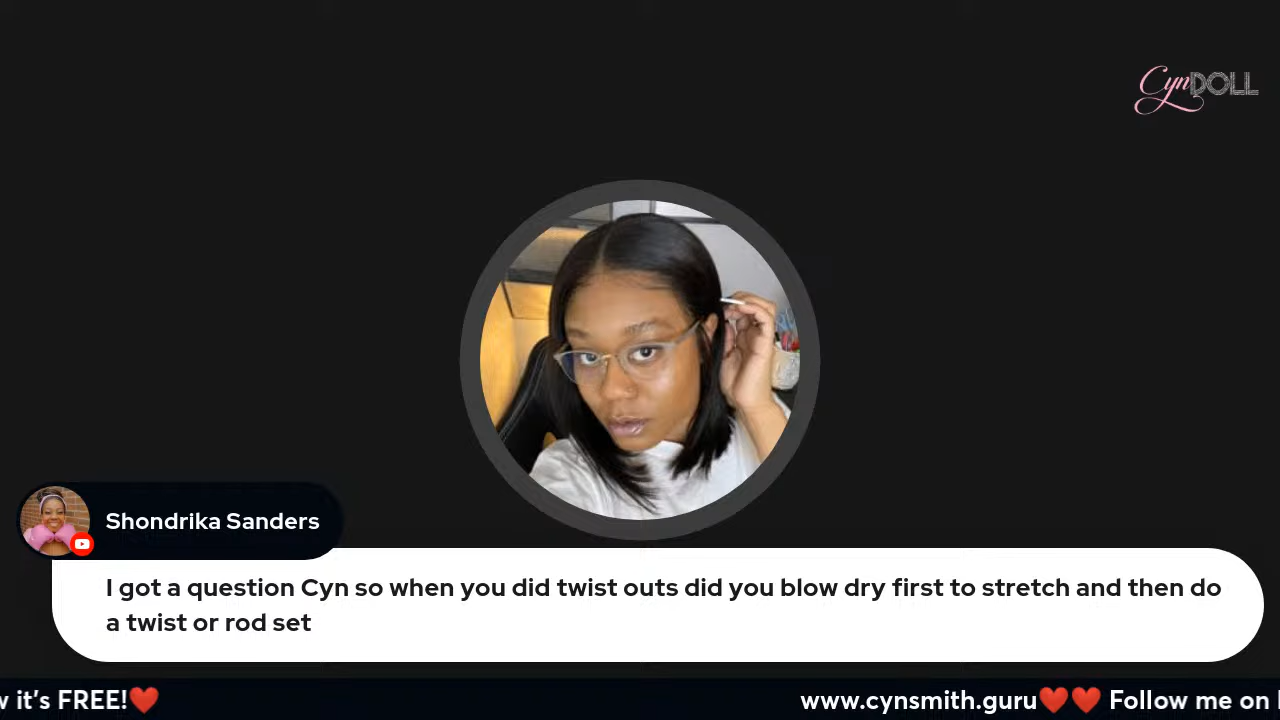 CynDOLL
Shondrika Sanders
I got a question Cyn so when you did twist outs did you blow dry first to stretch and then do
a twist or rod set
it's FREE!❤️ www.cynsmith.guru❤️❤️ Follow me on